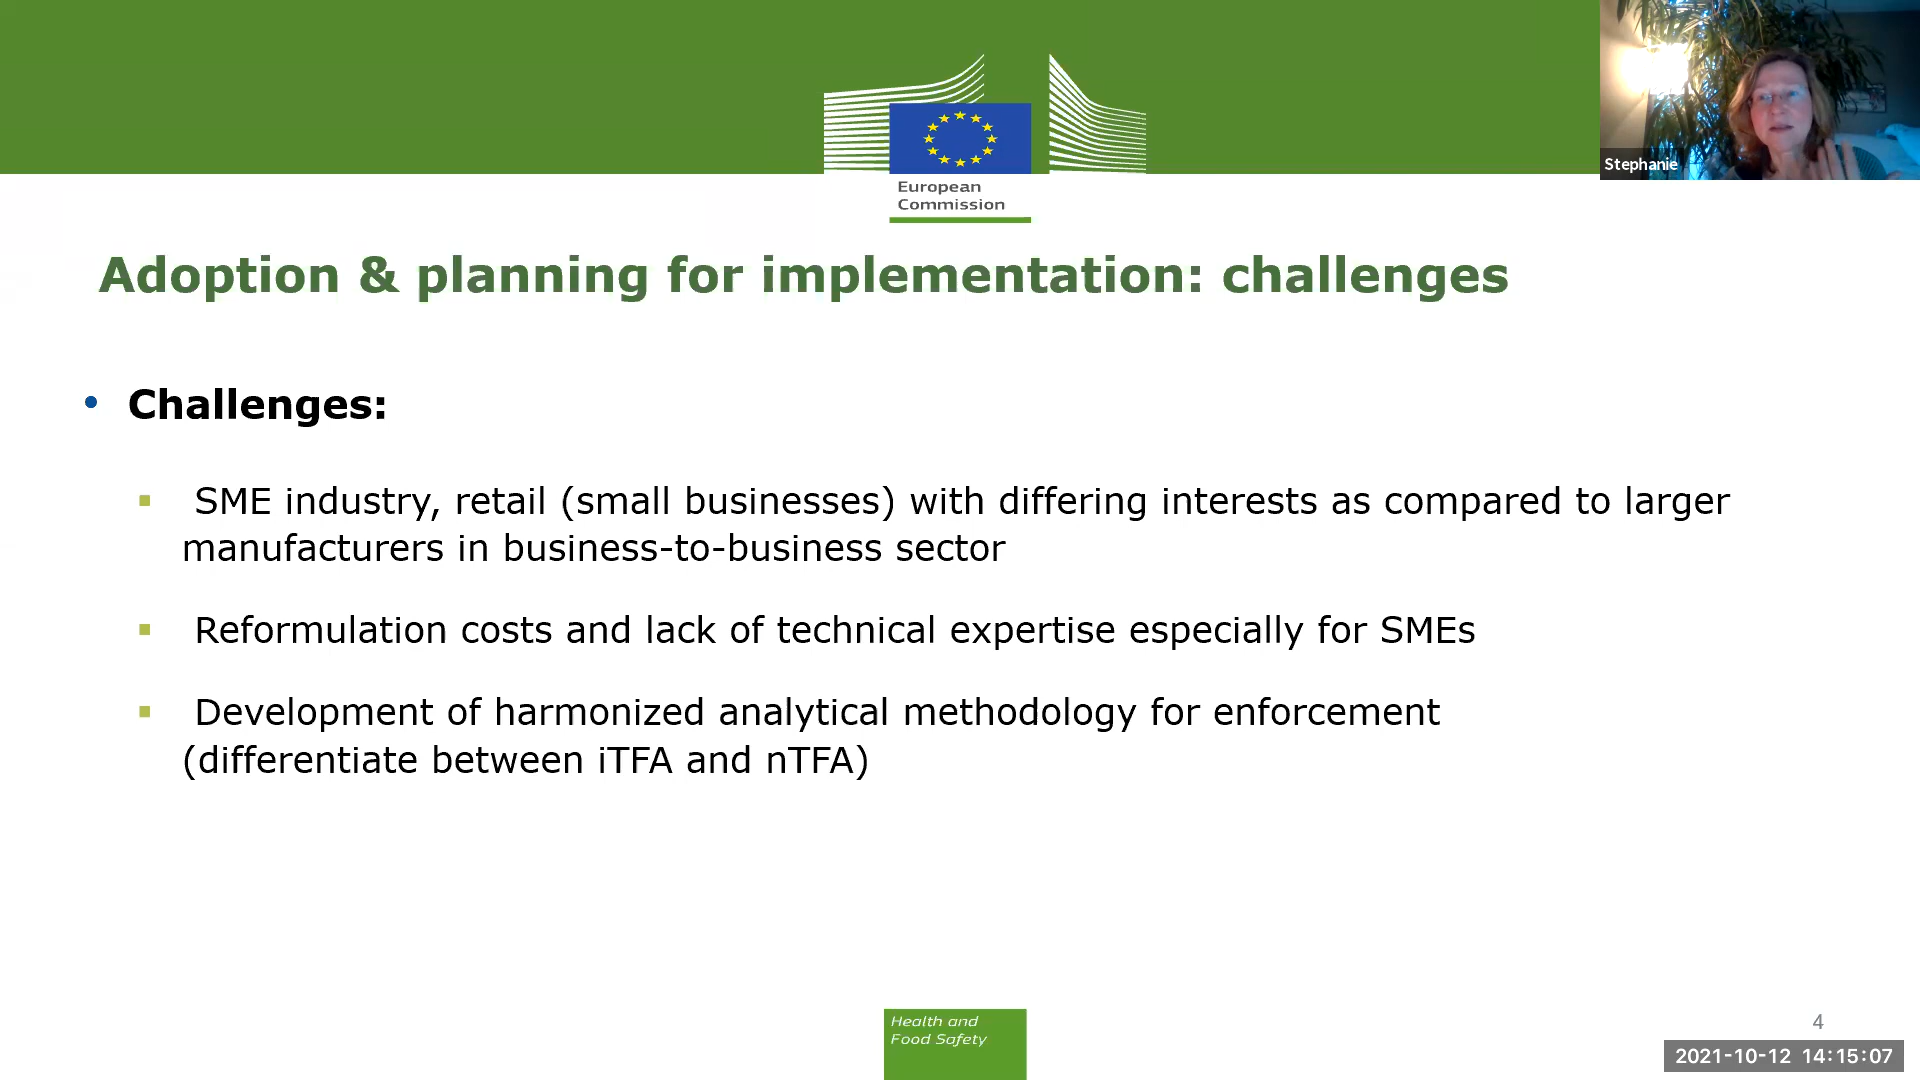 Stephanie
European
Commission
Adoption & planning for implementation: challenges
• Challenges:
▪ SME industry, retail (small businesses) with differing interests as compared to larger
manufacturers in business-to-business sector
▪ Reformulation costs and lack of technical expertise especially for SMEs
▪ Development of harmonized analytical methodology for enforcement
(differentiate between iTFA and nTFA)
Health and
Food Safety
4
2021-10-12 14:15:07